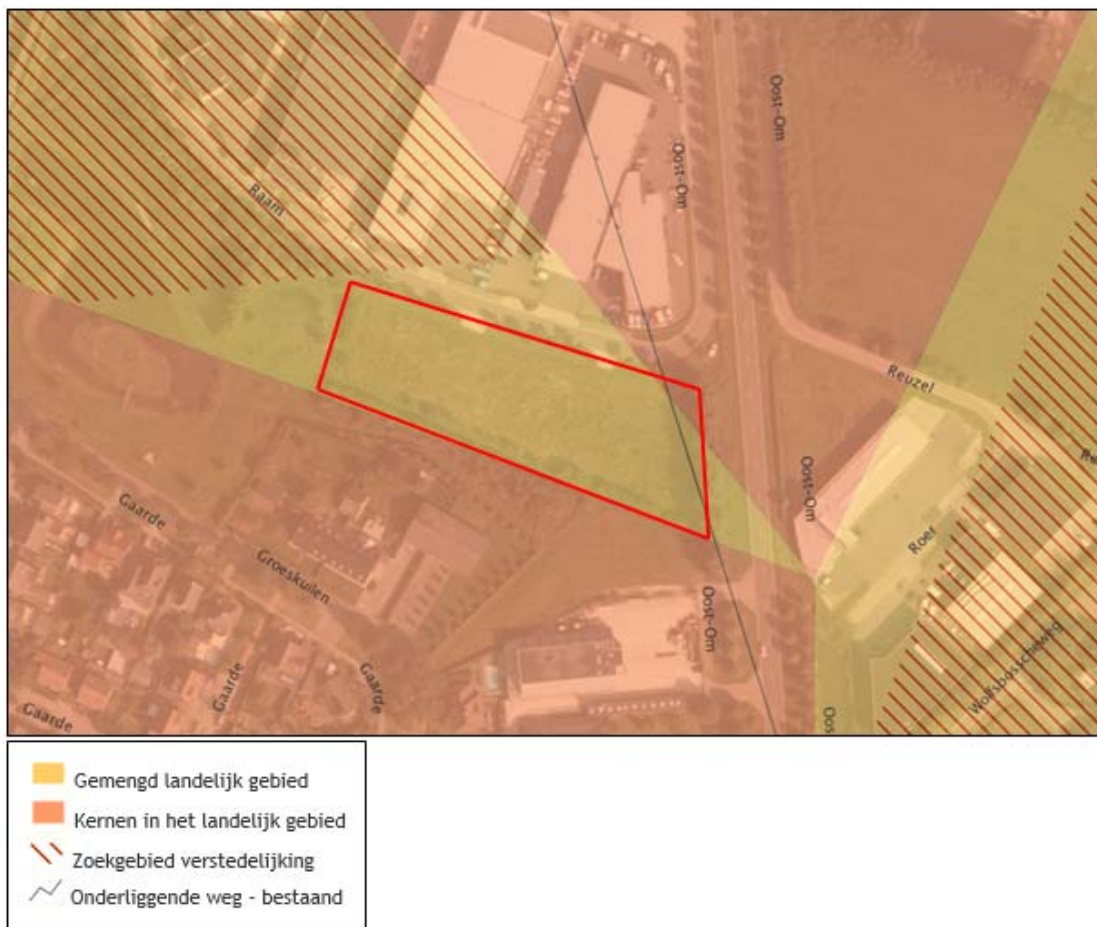 Oost-Om
Oost-Om
Raam
Reuzel
Oost-Om
Gaarde
Roer
Groeskuilen
Oost-Om
Wolfsbosscheweg
Gaarde
Gaarde
Gaarde
Oos
Gemengd landelijk gebied
Kernen in het landelijk gebied
Zoekgebied verstedelijking
Onderliggende weg - bestaand